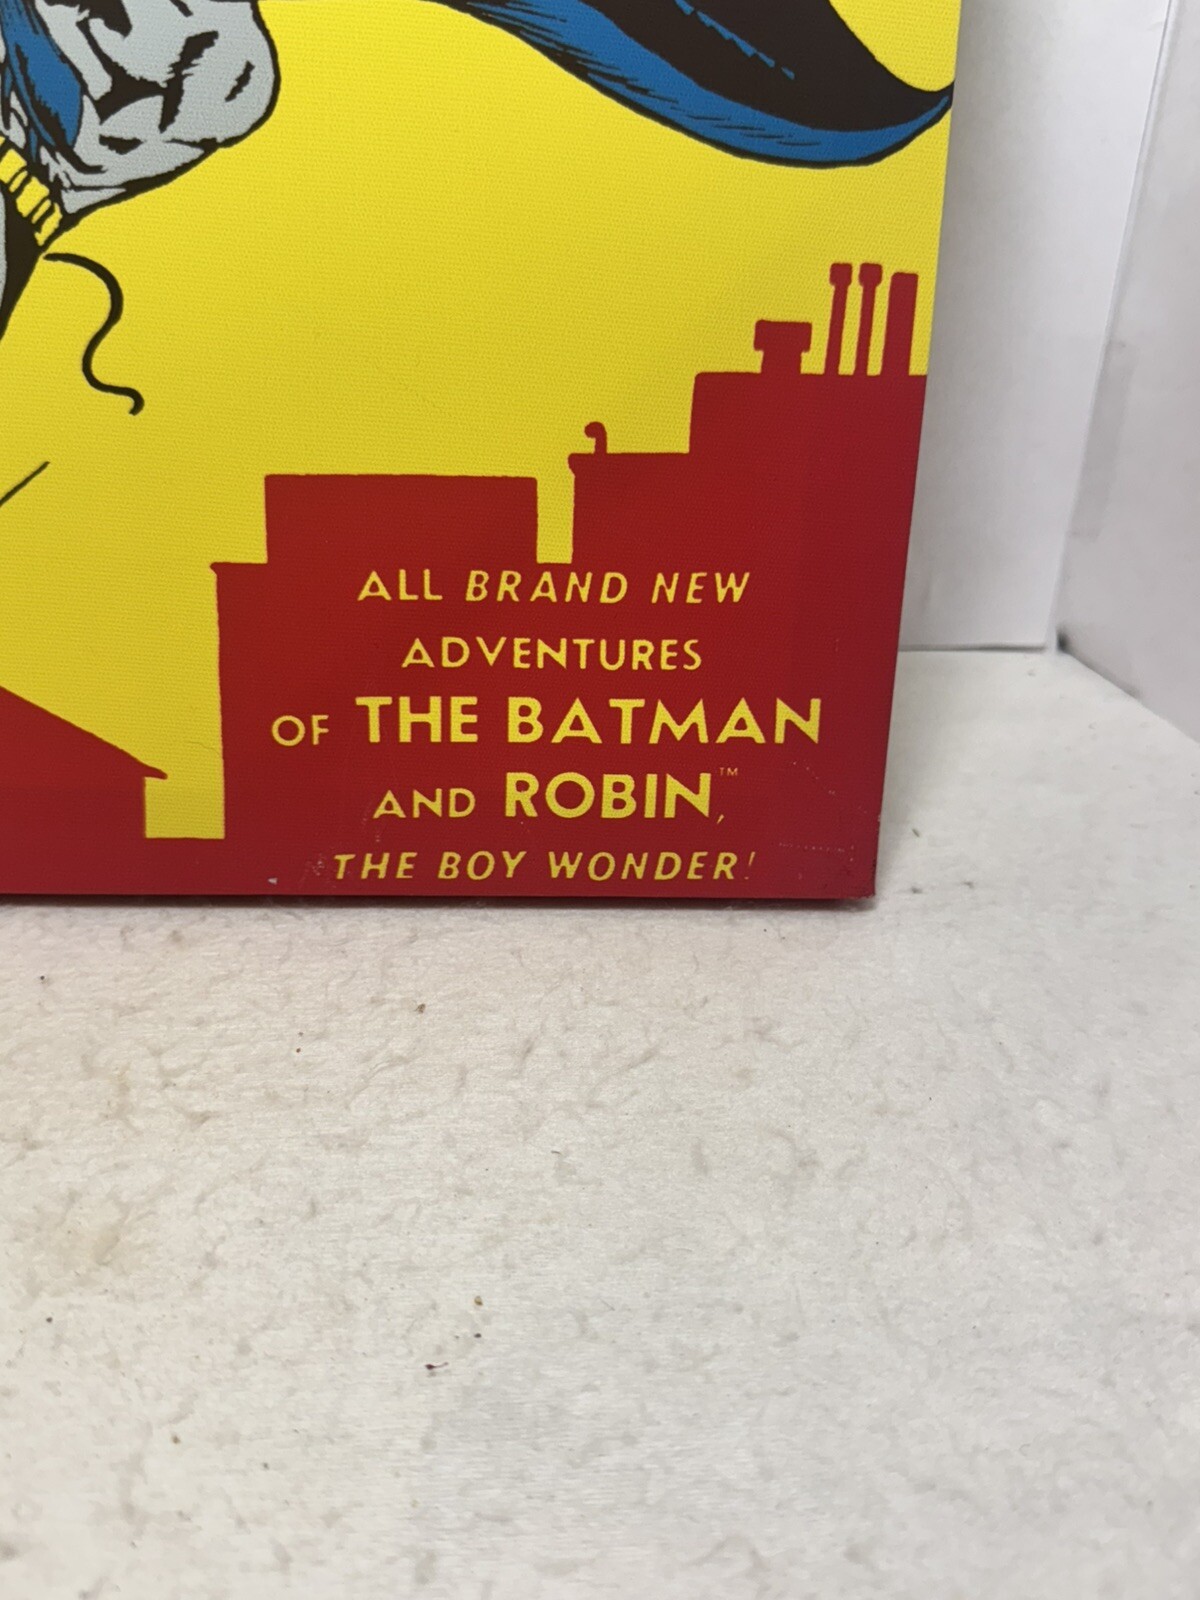 ALL BRAND NEW
ADVENTURES
OF THE BATMAN
AND ROBIN,™
THE BOY WONDER!